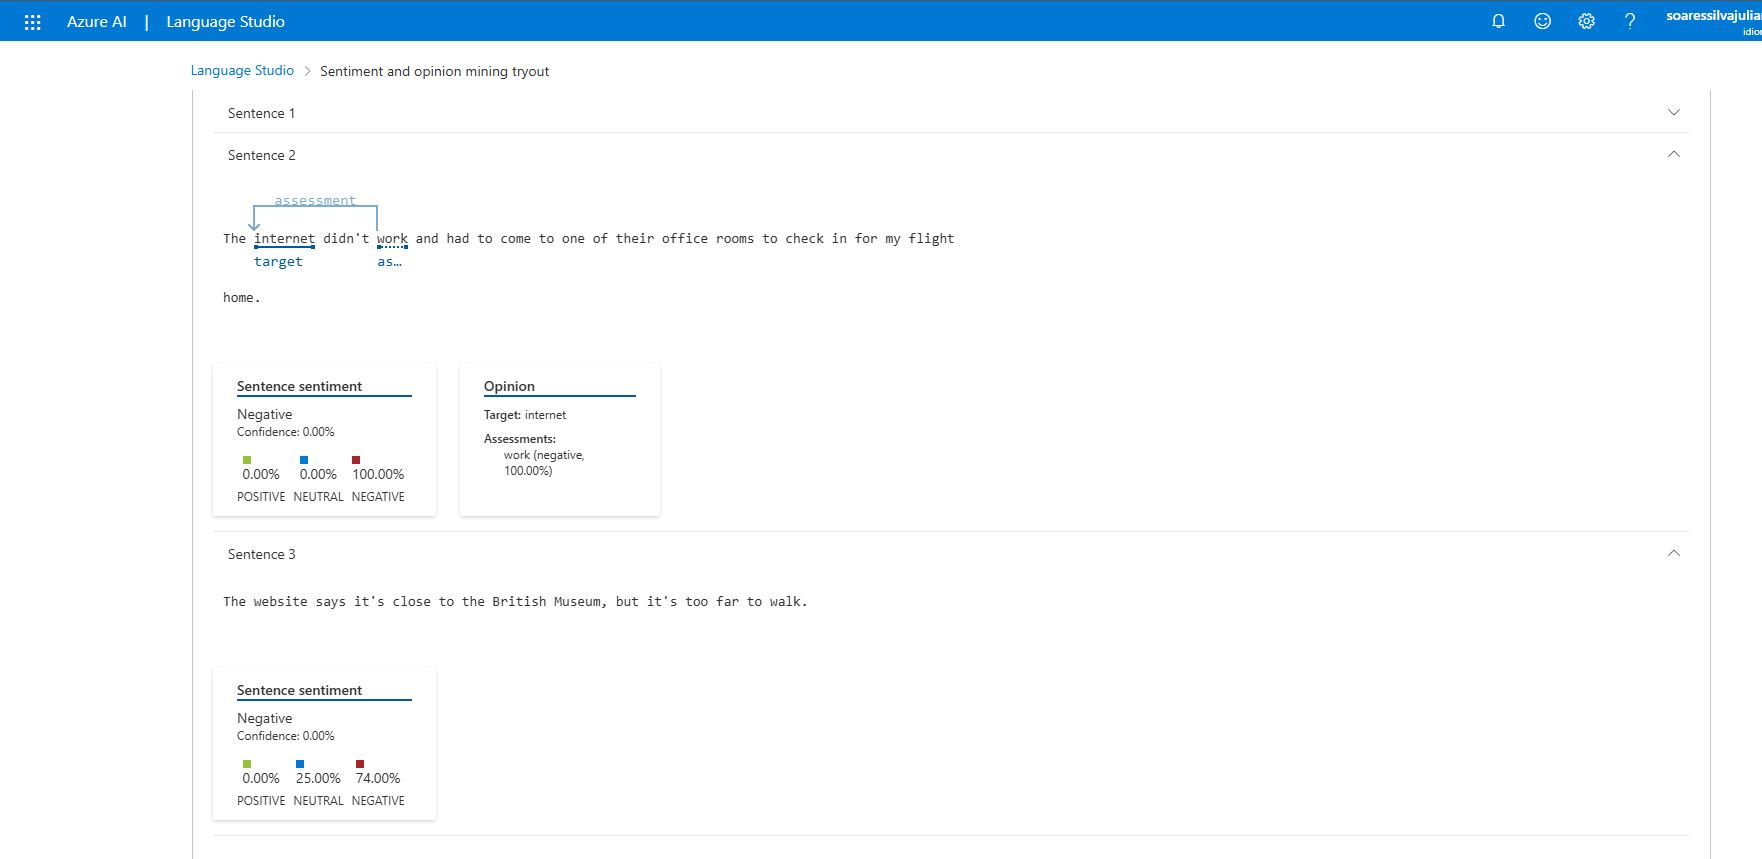 Azure AI | Language Studio
soaressilvajulia
idio
Language Studio > Sentiment and opinion mining tryout
Sentence 1
Sentence 2
assessment
The internet didn't work and had to come to one of their office rooms to check in for my flight
target as…
home.
Sentence sentiment
Negative
Confidence: 0.00%
0.00% 0.00% 100.00%
POSITIVE NEUTRAL NEGATIVE
Opinion
Target: internet
Assessments:
work (negative,
100.00%)
Sentence 3
The website says it's close to the British Museum, but it's too far to walk.
Sentence sentiment
Negative
Confidence: 0.00%
0.00% 25.00% 74.00%
POSITIVE NEUTRAL NEGATIVE